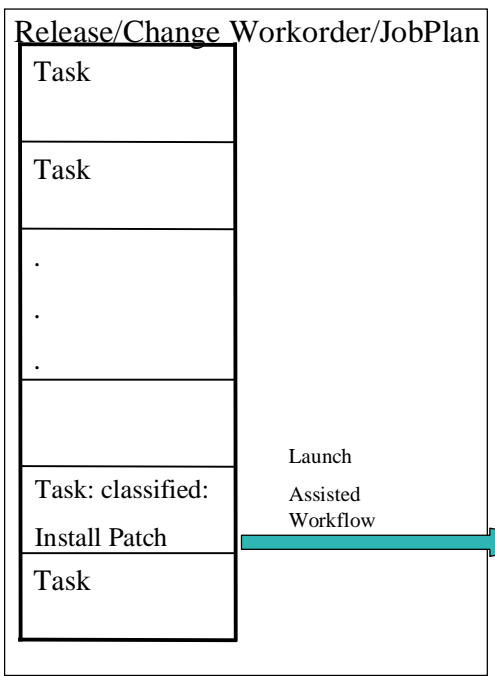 Release/Change Workorder/JobPlan
Task
Task
.
.
.
Launch
Assisted
Workflow
Task: classified:
Install Patch
Task